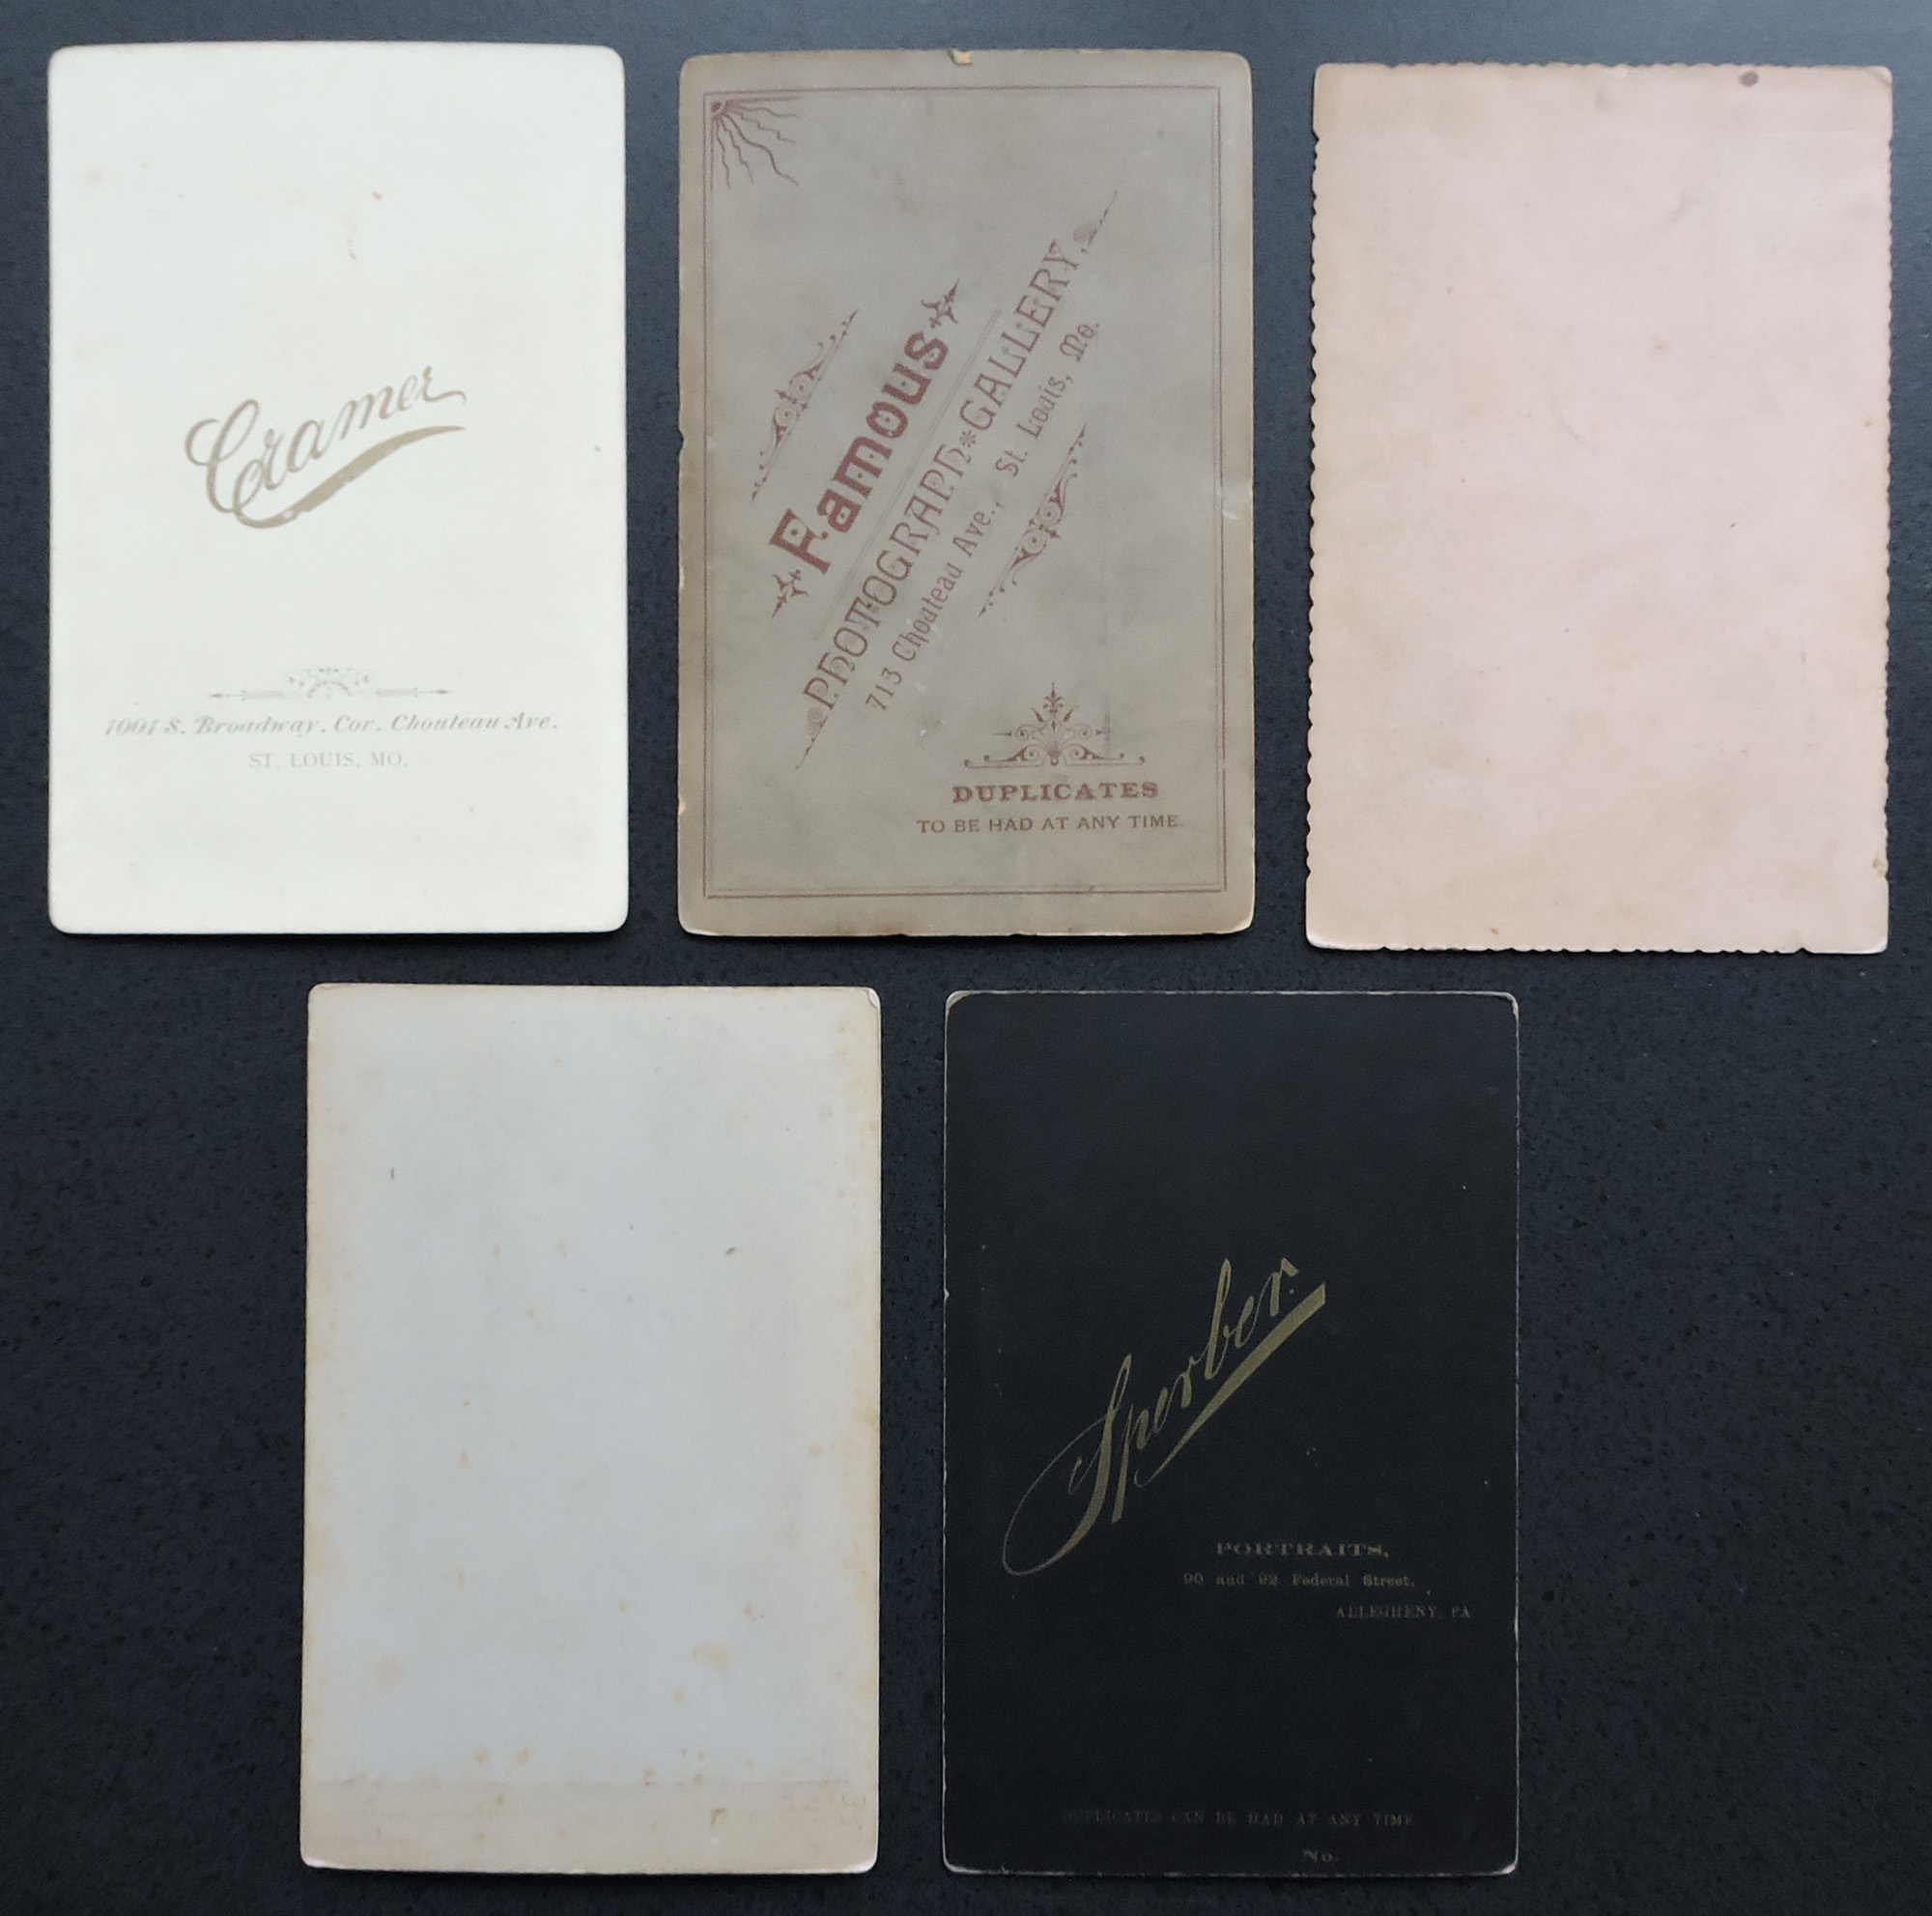 Cramer
1001 S. Broadway. Cor. Chouteau Ave.
ST. LOUIS, MO.
Famous
PHOTOGRAPH * GALLERY,
713 Chouteau Ave., St. Louis, Mo.
DUPLICATES
TO BE HAD AT ANY TIME.
Sperber.
PORTRAITS,
90 and 92 Federal Street,
ALLEGHENY, PA
DUPLICATES CAN BE HAD AT ANY TIME
No.